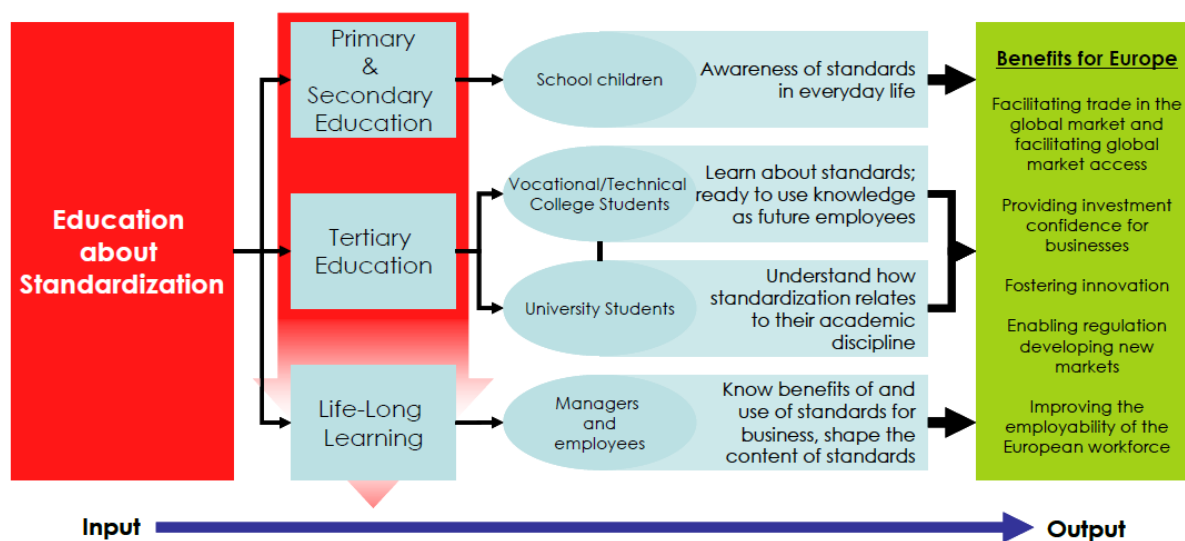 Education
about
Standardization
Primary
&
Secondary
Education
Tertiary
Education
Life-Long
Learning
School children
Awareness of standards
in everyday life
Vocational/Technical
College Students
Learn about standards;
ready to use knowledge
as future employees
University Students
Understand how
standardization relates
to their academic
discipline
Managers
and
employees
Know benefits of and
use of standards for
business, shape the
content of standards
Benefits for Europe
Facilitating trade in the
global market and
facilitating global
market access
Providing investment
confidence for
businesses
Fostering innovation
Enabling regulation
developing new
markets
Improving the
employability of the
European workforce
Input
Output